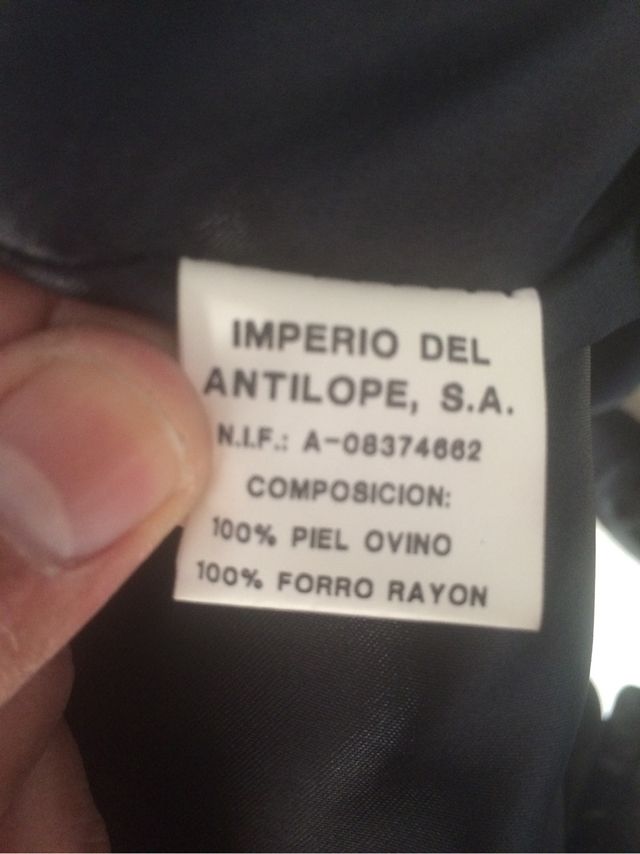 IMPERIO DEL
ANTILOPE, S.A.
N.I.F.: A-08374662
COMPOSICION:
100% PIEL OVINO
100% FORRO RAYON